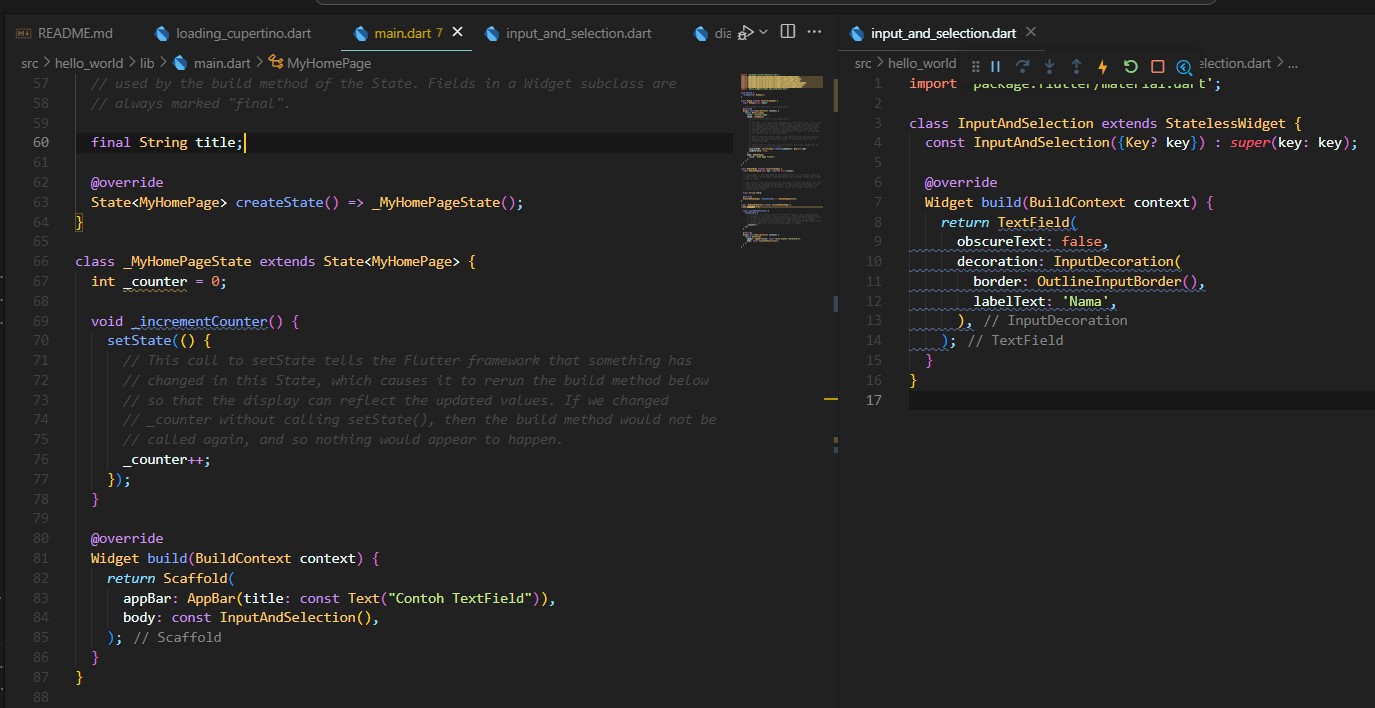 README.md
loading_cupertino.dart
main.dart 7
input_and_selection.dart
dia
src > hello_world > lib > main.dart > MyHomePage
57 // used by the build method of the State. Fields in a Widget subclass are
58 // always marked "final".
59
60 final String title;
61
62 @override
63 State<MyHomePage> createState() => _MyHomePageState();
64 }
65
66 class _MyHomePageState extends State<MyHomePage> {
67 int _counter = 0;
68
69 void _incrementCounter() {
70 setState(() {
71 // This call to setState tells the Flutter framework that something has
72 // changed in this State, which causes it to rerun the build method below
73 // so that the display can reflect the updated values. If we changed
74 // _counter without calling setState(), then the build method would not be
75 // called again, and so nothing would appear to happen.
76 _counter++;
77 });
78 }
79
80 @override
81 Widget build(BuildContext context) {
82 return Scaffold(
83 appBar: AppBar(title: const Text("Contoh TextField")),
84 body: const InputAndSelection(),
85 ); // Scaffold
86 }
87 }
88
input_and_selection.dart
src > hello_world
election.dart > ...
1 import 'package:flutter/material.dart';
2
3 class InputAndSelection extends StatelessWidget {
4 const InputAndSelection({Key? key}) : super(key: key);
5
6 @override
7 Widget build(BuildContext context) {
8 return TextField(
9 obscureText: false,
10 decoration: InputDecoration(
11 border: OutlineInputBorder(),
12 labelText: 'Nama',
13 ), // InputDecoration
14 ); // TextField
15 }
16 }
17